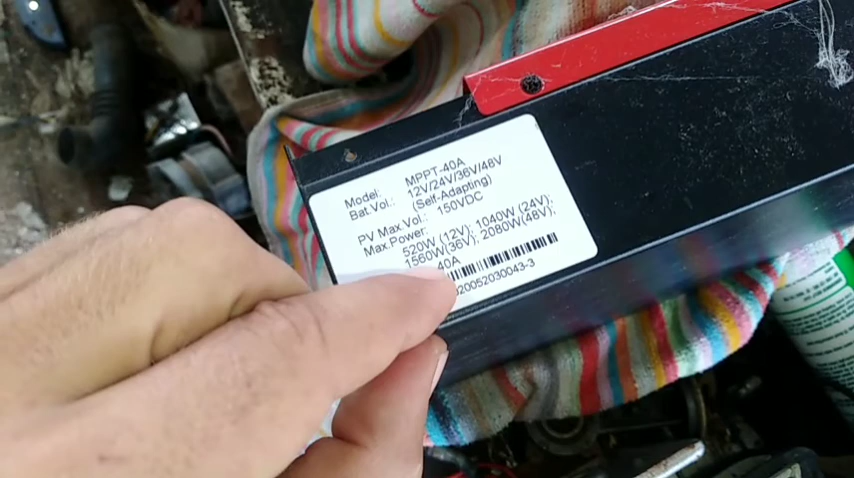 Model: MPPT-40A
Bat.Vol.: 12V/24V/36V/48V
(Self-Adapting)
PV Max.Vol.: 150VDC
Max.Power:
520W (12V); 1040W (24V);
1560W(36V); 2080W(48V);
40A
320052030043-3